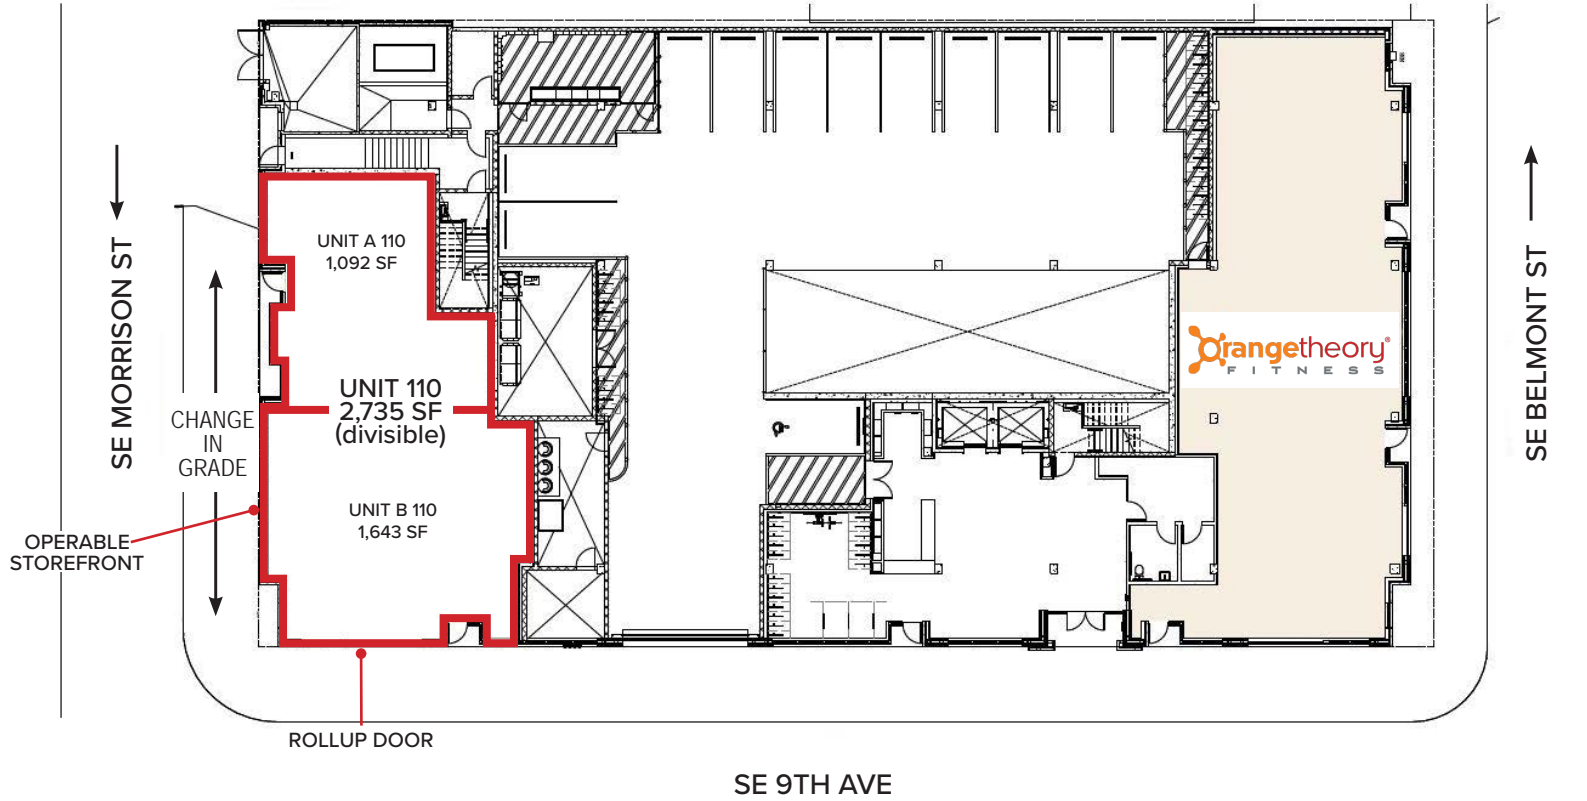 SE MORRISON ST
UNIT A 110
1,092 SF
UNIT 110
2,735 SF
(divisible)
CHANGE
IN
GRADE
UNIT B 110
1,643 SF
OPERABLE
STOREFRONT
ROLLUP DOOR
orangetheory®
FITNESS
SE BELMONT ST
SE 9TH AVE